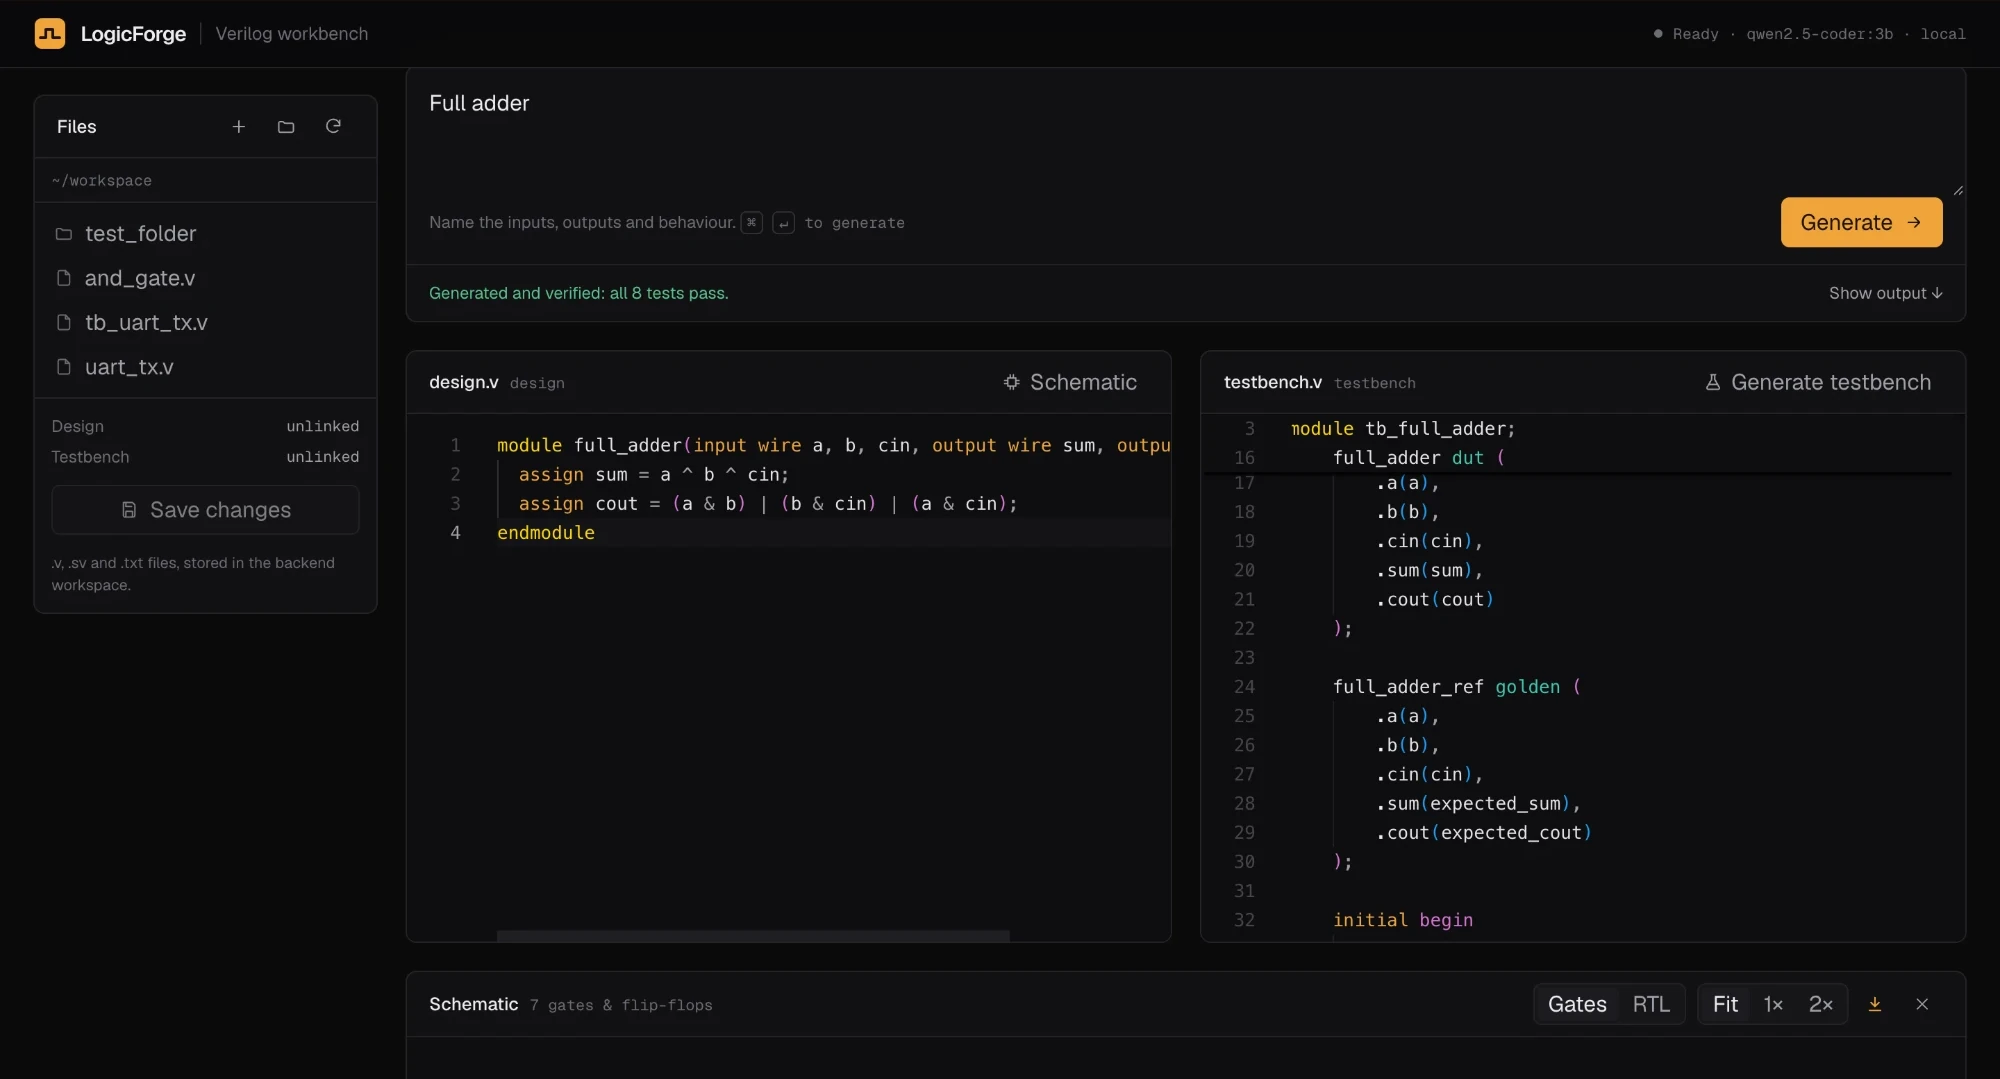 LogicForge
Verilog workbench
Ready · qwen2.5-coder:3b · local
Files
~/workspace
test_folder
and_gate.v
tb_uart_tx.v
uart_tx.v
Design unlinked
Testbench unlinked
Save changes
.v, .sv and .txt files, stored in the backend
workspace.
Full adder
Name the inputs, outputs and behaviour. ⌘ ↵ to generate
Generate →
Generated and verified: all 8 tests pass.
Show output ↓
design.v design
Schematic
1 module full_adder(input wire a, b, cin, output wire sum, outpu
2 assign sum = a ^ b ^ cin;
3 assign cout = (a & b) | (b & cin) | (a & cin);
4 endmodule
testbench.v testbench
Generate testbench
3 module tb_full_adder;
16 full_adder dut (
17 .a(a),
18 .b(b),
19 .cin(cin),
20 .sum(sum),
21 .cout(cout)
22 );
23
24 full_adder_ref golden (
25 .a(a),
26 .b(b),
27 .cin(cin),
28 .sum(expected_sum),
29 .cout(expected_cout)
30 );
31
32 initial begin
Schematic 7 gates & flip-flops
Gates RTL
Fit 1× 2×